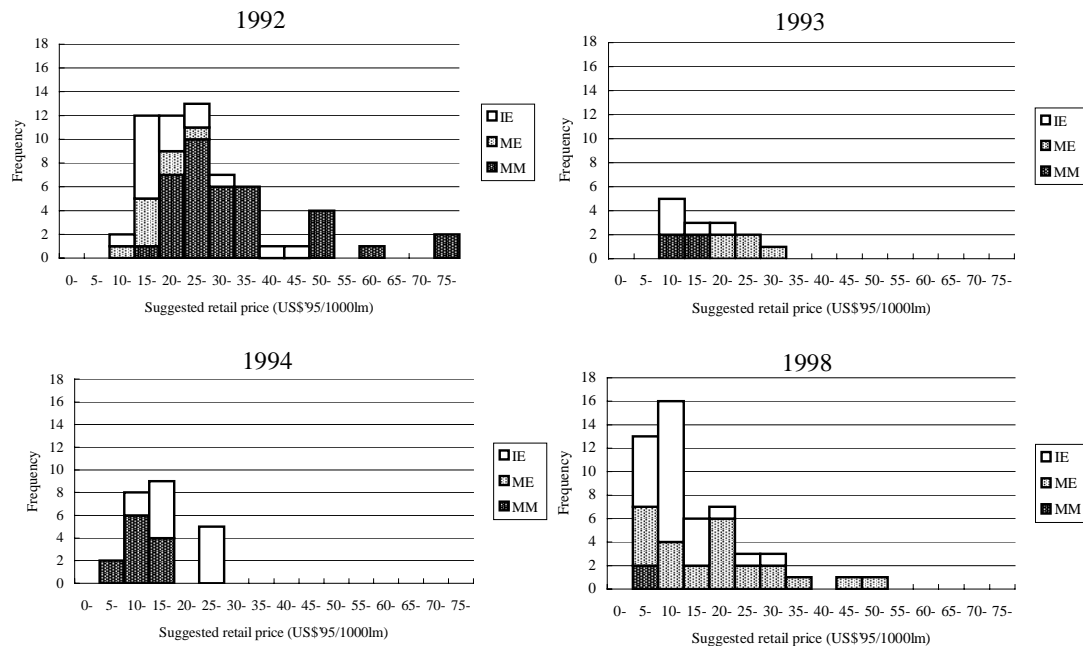 1992
18
16
14
12
10
8
6
4
2
0
Frequency
0- 5- 10- 15- 20- 25- 30- 35- 40- 45- 50- 55- 60- 65- 70- 75-
Suggested retail price (US$'95/1000lm)
IE
ME
MM
1993
18
16
14
12
10
8
6
4
2
0
Frequency
0- 5- 10- 15- 20- 25- 30- 35- 40- 45- 50- 55- 60- 65- 70- 75-
Suggested retail price (US$'95/1000lm)
IE
ME
MM
1994
18
16
14
12
10
8
6
4
2
0
Frequency
0- 5- 10- 15- 20- 25- 30- 35- 40- 45- 50- 55- 60- 65- 70- 75-
Suggested retail price (US$'95/1000lm)
IE
ME
MM
1998
18
16
14
12
10
8
6
4
2
0
Frequency
0- 5- 10- 15- 20- 25- 30- 35- 40- 45- 50- 55- 60- 65- 70- 75-
Suggested retail price (US$'95/1000lm)
IE
ME
MM